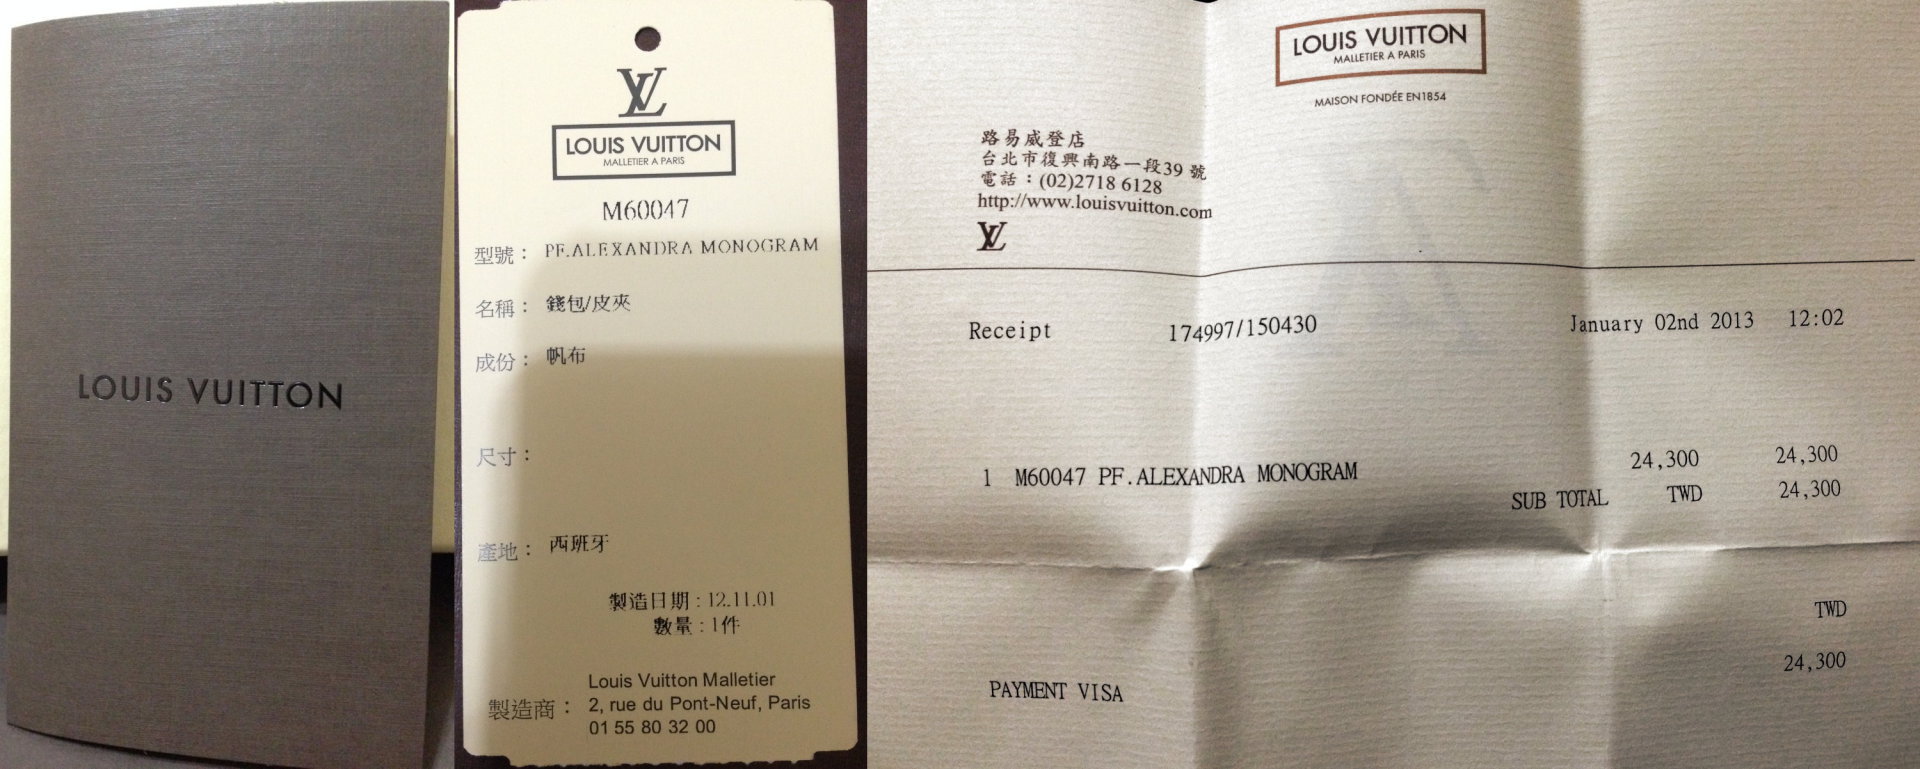 LOUIS VUITTON
LV
LOUIS VUITTON
MALLETIER A PARIS
M60047
型號： PF.ALEXANDRA MONOGRAM
名稱： 錢包/皮夾
成份： 帆布
尺寸：
產地： 西班牙
製造日期 : 12.11.01
數量 : 1件
製造商： Louis Vuitton Malletier
2, rue du Pont-Neuf, Paris
01 55 80 32 00
LOUIS VUITTON
MALLETIER A PARIS
MAISON FONDÉE EN1854
路易威登店
台北市復興南路一段39 號
電話：(02)2718 6128
http://www.louisvuitton.com
LV
Receipt 174997/150430 January 02nd 2013 12:02
1 M60047 PF.ALEXANDRA MONOGRAM 24,300 24,300
SUB TOTAL TWD 24,300
TWD
PAYMENT VISA 24,300